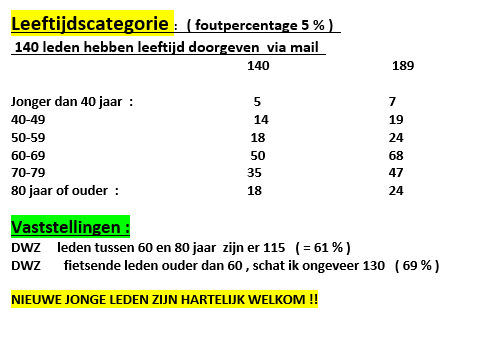 Leeftijdscategorie : ( foutpercentage 5 % )
140 leden hebben leeftijd doorgeven via mail
140 189
Jonger dan 40 jaar : 5 7
40-49 14 19
50-59 18 24
60-69 50 68
70-79 35 47
80 jaar of ouder : 18 24
Vaststellingen :
DWZ leden tussen 60 en 80 jaar zijn er 115 ( = 61 % )
DWZ fietsende leden ouder dan 60 , schat ik ongeveer 130 ( 69 % )
NIEUWE JONGE LEDEN ZIJN HARTELIJK WELKOM !!